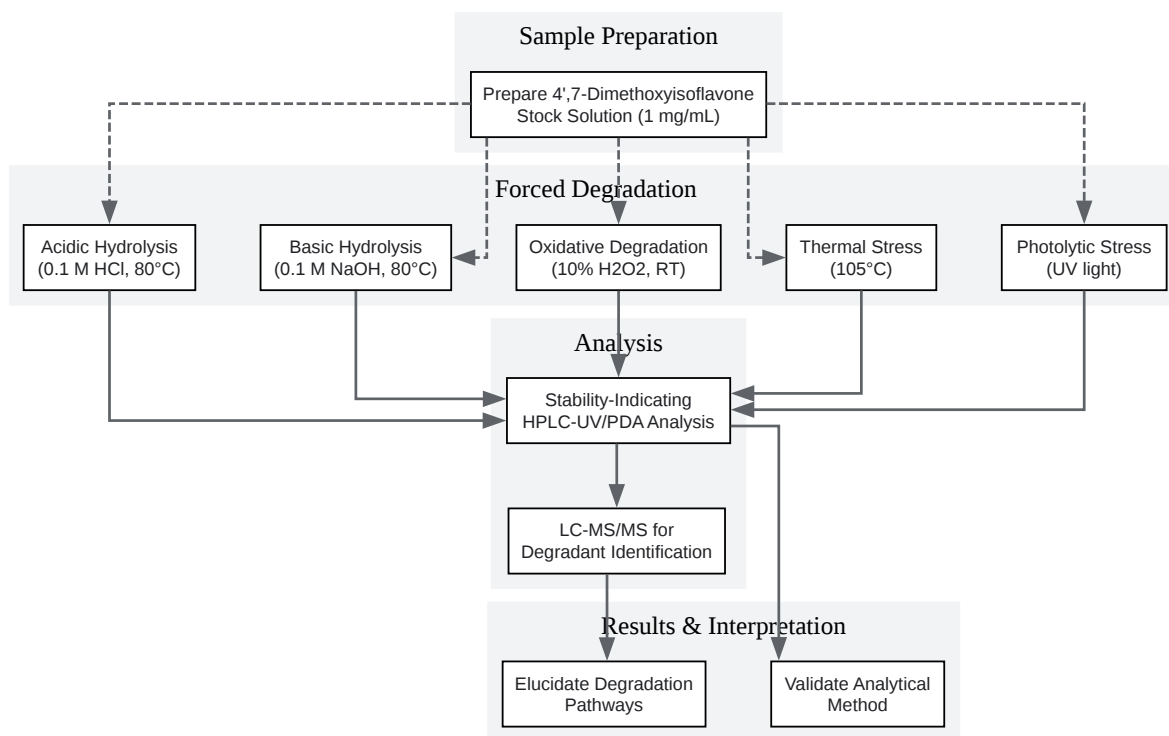 Sample Preparation
Prepare 4',7-Dimethoxyisoflavone
Stock Solution (1 mg/mL)
Forced Degradation
Acidic Hydrolysis
(0.1 M HCl, 80°C)
Basic Hydrolysis
(0.1 M NaOH, 80°C)
Oxidative Degradation
(10% H2O2, RT)
Thermal Stress
(105°C)
Photolytic Stress
(UV light)
Analysis
Stability-Indicating
HPLC-UV/PDA Analysis
LC-MS/MS for
Degradant Identification
Results & Interpretation
Elucidate Degradation
Pathways
Validate Analytical
Method